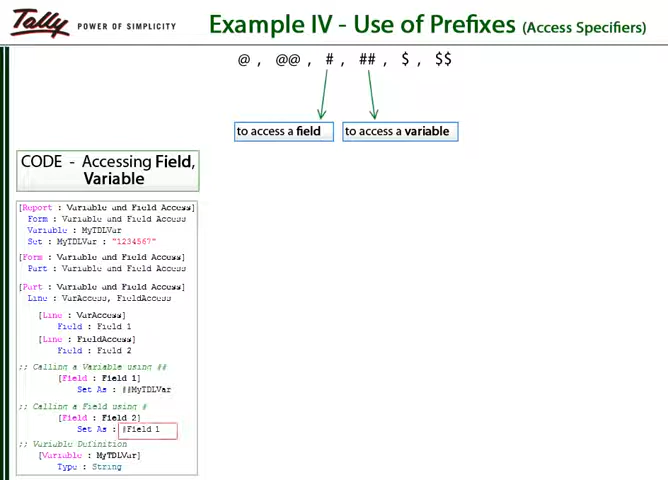 Tally POWER OF SIMPLICITY
Example IV - Use of Prefixes (Access Specifiers)
@ , @@ , # , ## , $ , $$
to access a field
to access a variable
CODE - Accessing Field,
Variable
[Report : Variable and Field Access]
Form : Variable and Field Access
Variable : MyTDLVar
Set : MyTDLVar : "1234567"
[Form : Variable and Field Access]
Part : Variable and Field Access
[Part : Variable and Field Access]
Line : VarAccess, FieldAccess
[Line : VarAccess]
Field : Field 1
[Line : FieldAccess]
Field : Field 2
;; Calling a Variable using ##
[Field : Field 1]
Set As : ##MyTDLVar
;; Calling a Field using #
[Field : Field 2]
Set As : #Field 1
;; Variable Definition
[Variable : MyTDLVar]
Type : String